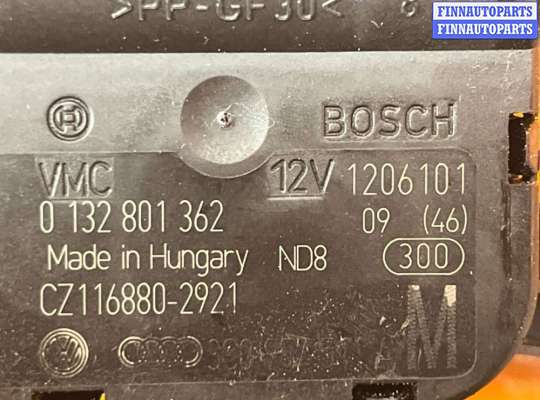 FINNAUTOPARTS
FINNAUTOPARTS
>PP-GF30<
BOSCH
VMC 12V 1206101
0 132 801 362 09 (46)
Made in Hungary ND8 300
CZ116880-2921
M